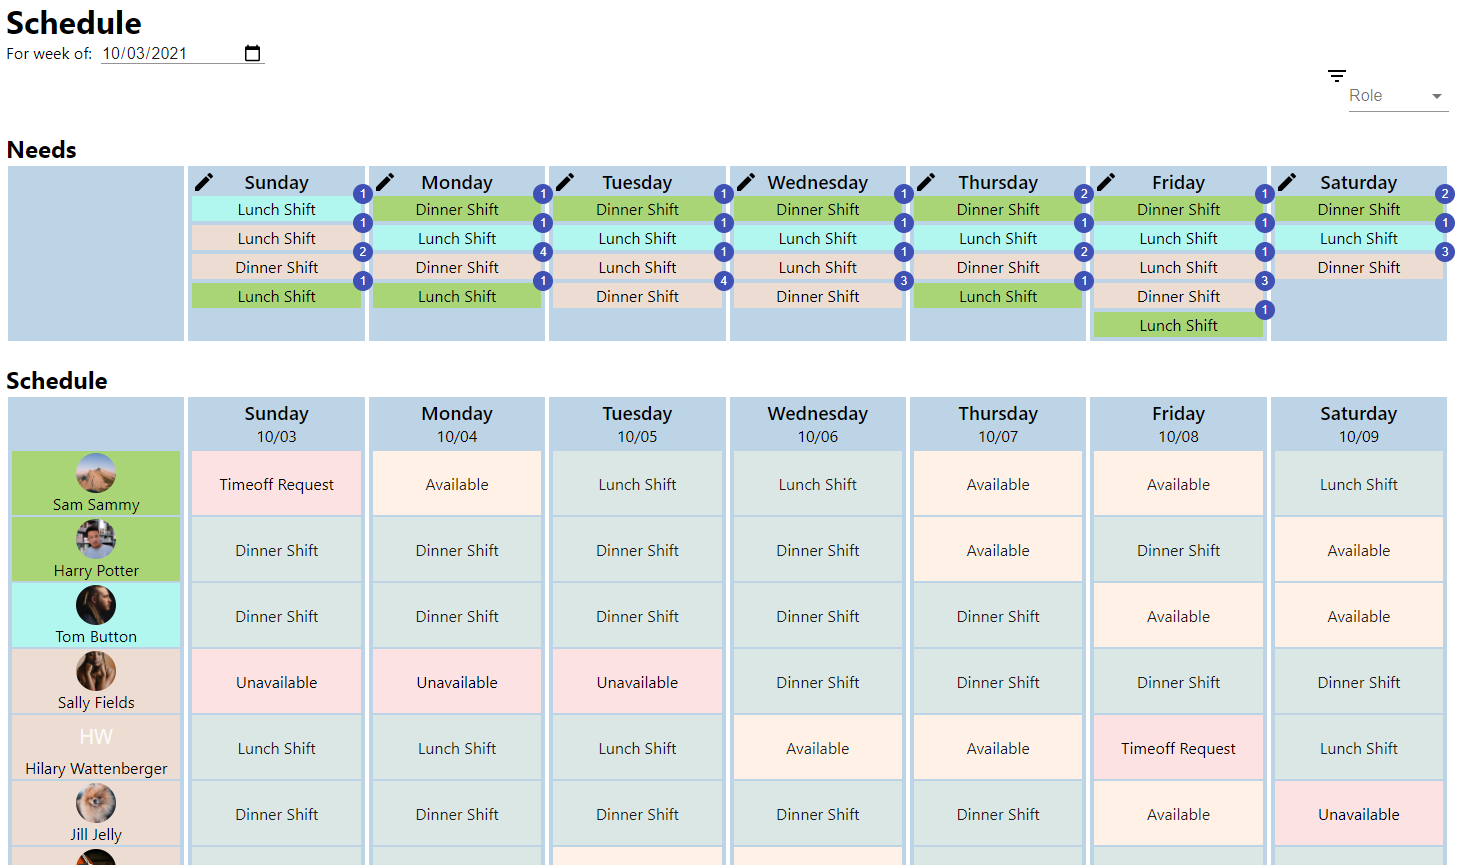 Schedule
For week of: 10/03/2021
Role
Needs
Sunday Monday Tuesday Wednesday Thursday Friday Saturday
1 1 1 1 2 1 2
Lunch Shift Dinner Shift Dinner Shift Dinner Shift Dinner Shift Dinner Shift Dinner Shift
1 1 1 1 1 1 1
Lunch Shift Lunch Shift Lunch Shift Lunch Shift Lunch Shift Lunch Shift Lunch Shift
2 4 1 1 2 1 3
Dinner Shift Dinner Shift Lunch Shift Lunch Shift Dinner Shift Lunch Shift Dinner Shift
1 1 4 3 1 3
Lunch Shift Lunch Shift Dinner Shift Dinner Shift Lunch Shift Dinner Shift
1
Lunch Shift
Schedule
Sunday Monday Tuesday Wednesday Thursday Friday Saturday
10/03 10/04 10/05 10/06 10/07 10/08 10/09
Timeoff Request Available Lunch Shift Lunch Shift Available Available Lunch Shift
Sam Sammy
Dinner Shift Dinner Shift Dinner Shift Dinner Shift Available Dinner Shift Available
Harry Potter
Dinner Shift Dinner Shift Dinner Shift Dinner Shift Dinner Shift Available Available
Tom Button
Unavailable Unavailable Unavailable Dinner Shift Dinner Shift Dinner Shift Dinner Shift
Sally Fields
HW
Lunch Shift Lunch Shift Lunch Shift Available Available Timeoff Request Lunch Shift
Hilary Wattenberger
Dinner Shift Dinner Shift Dinner Shift Dinner Shift Dinner Shift Available Unavailable
Jill Jelly